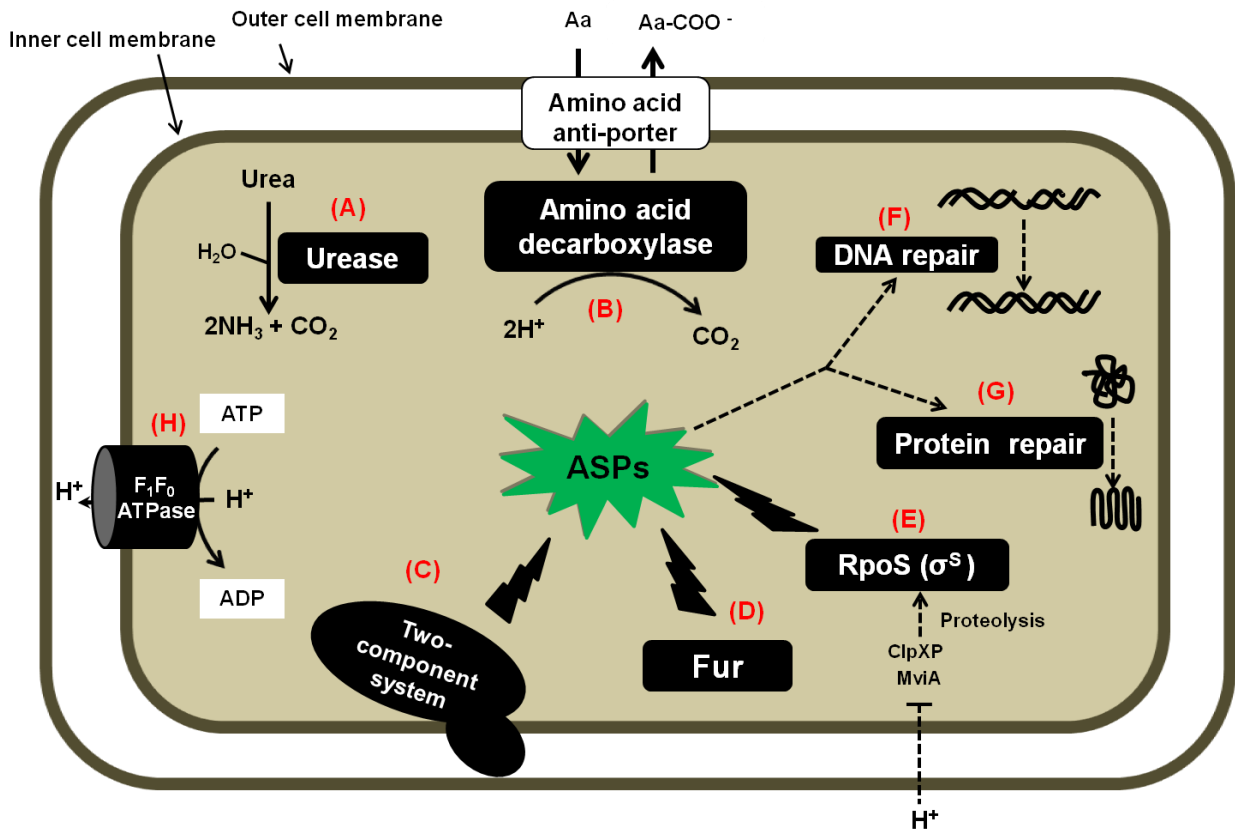 Outer cell membrane
Inner cell membrane
Aa
Aa-COO -
Amino acid
anti-porter
Urea
(A)
H₂O
Urease
2NH₃ + CO₂
Amino acid
decarboxylase
2H⁺
(B)
CO₂
(F)
DNA repair
(G)
Protein repair
(H)
ATP
H⁺
F₁F₀
ATPase
H⁺
ADP
ASPs
(C)
Two-
component
system
(D)
Fur
(E)
RpoS (σˢ)
Proteolysis
ClpXP
MviA
H⁺